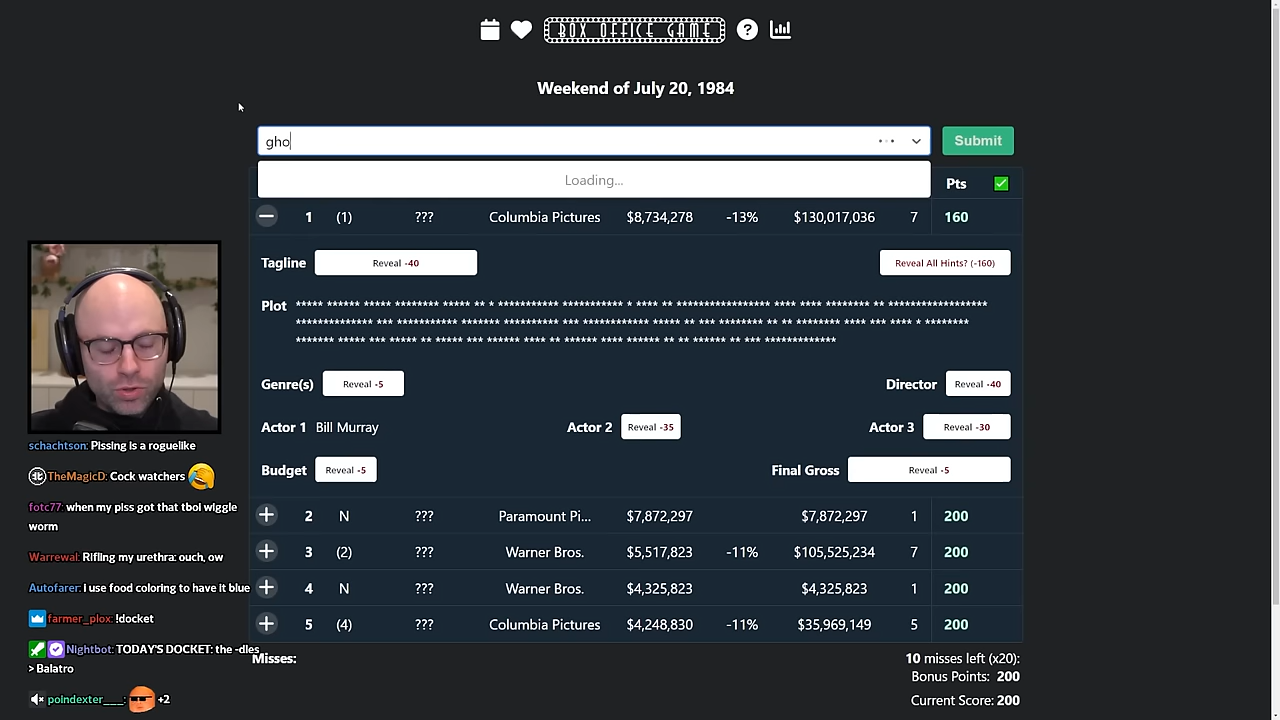 BOX OFFICE GAME
?
Weekend of July 20, 1984
gho
Submit
Loading...
Pts
1 (1) ??? Columbia Pictures $8,734,278 -13% $130,017,036 7 160
Tagline Reveal -40 Reveal All Hints? (-160)
Plot ***** ****** ***** ******** ***** ** * *********** *********** * **** ** ****************** **** **** ******** ** *******************
*************** *** *********** ******* ********** *** ************ ***** ** *** ******** ** ** ******** **** *** **** * ********
******* ***** *** ***** ** ***** *** ****** **** ** ****** **** ****** ** ** ****** ** *** *************
Genre(s) Reveal -5 Director Reveal -40
Actor 1 Bill Murray Actor 2 Reveal -35 Actor 3 Reveal -30
Budget Reveal -5 Final Gross Reveal -5
2 N ??? Paramount Pi... $7,872,297 $7,872,297 1 200
3 (2) ??? Warner Bros. $5,517,823 -11% $105,525,234 7 200
4 N ??? Warner Bros. $4,325,823 $4,325,823 1 200
5 (4) ??? Columbia Pictures $4,248,830 -11% $35,969,149 5 200
Misses:
10 misses left (x20):
Bonus Points: 200
Current Score: 200
schachtson: Pissing is a roguelike
TheMagicD: Cock watchers
fotc77: when my piss got that tboi wiggle
worm
Warrewal: Rifling my urethra: ouch, ow
Autofarer: I use food coloring to have it blue
farmer_plox: !docket
Nightbot: TODAY'S DOCKET: the -dles
> Balatro
poindexter___: +2